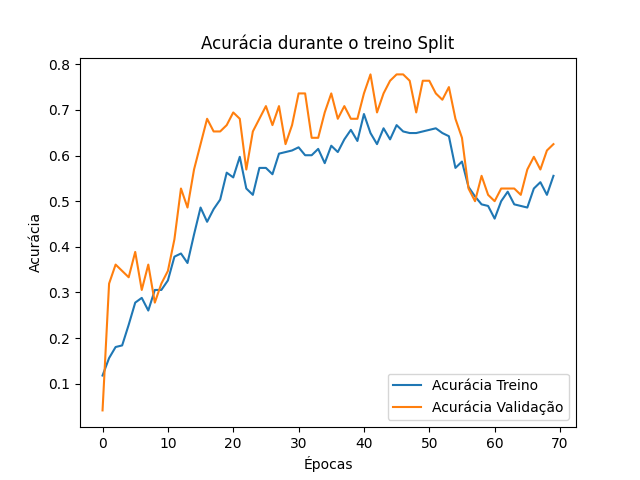 Acurácia durante o treino Split
Acurácia
0.8
0.7
0.6
0.5
0.4
0.3
0.2
0.1
0 10 20 30 40 50 60 70
Épocas
Acurácia Treino
Acurácia Validação